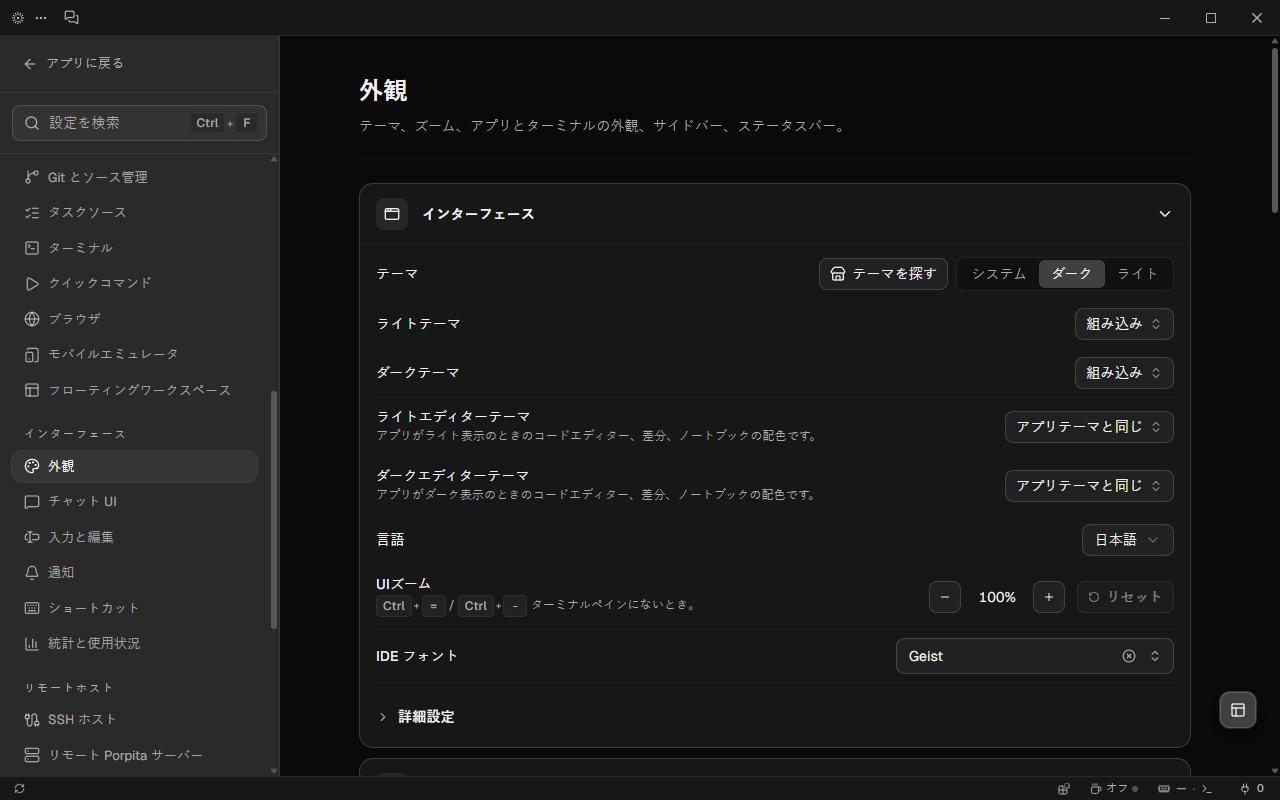 アプリに戻る
設定を検索 Ctrl + F
Git とソース管理
タスクソース
ターミナル
クイックコマンド
ブラウザ
モバイルエミュレータ
フローティングワークスペース
インターフェース
外観
チャット UI
入力と編集
通知
ショートカット
統計と使用状況
リモートホスト
SSH ホスト
リモート Porpita サーバー
外観
テーマ、ズーム、アプリとターミナルの外観、サイドバー、ステータスバー。
インターフェース
テーマ テーマを探す システム ダーク ライト
ライトテーマ 組み込み
ダークテーマ 組み込み
ライトエディターテーマ
アプリがライト表示のときのコードエディター、差分、ノートブックの配色です。
アプリテーマと同じ
ダークエディターテーマ
アプリがダーク表示のときのコードエディター、差分、ノートブックの配色です。
アプリテーマと同じ
言語 日本語
UIズーム
Ctrl + = / Ctrl + - ターミナルペインにないとき。
100% リセット
IDE フォント Geist
詳細設定
オフ 0